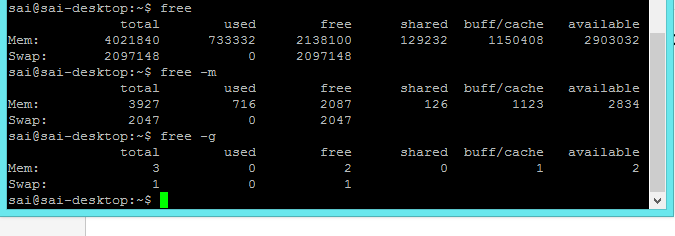 sai@sai-desktop:~$ free
total used free shared buff/cache available
Mem: 4021840 733332 2138100 129232 1150408 2903032
Swap: 2097148 0 2097148
sai@sai-desktop:~$ free -m
total used free shared buff/cache available
Mem: 3927 716 2087 126 1123 2834
Swap: 2047 0 2047
sai@sai-desktop:~$ free -g
total used free shared buff/cache available
Mem: 3 0 2 0 1 2
Swap: 1 0 1
sai@sai-desktop:~$